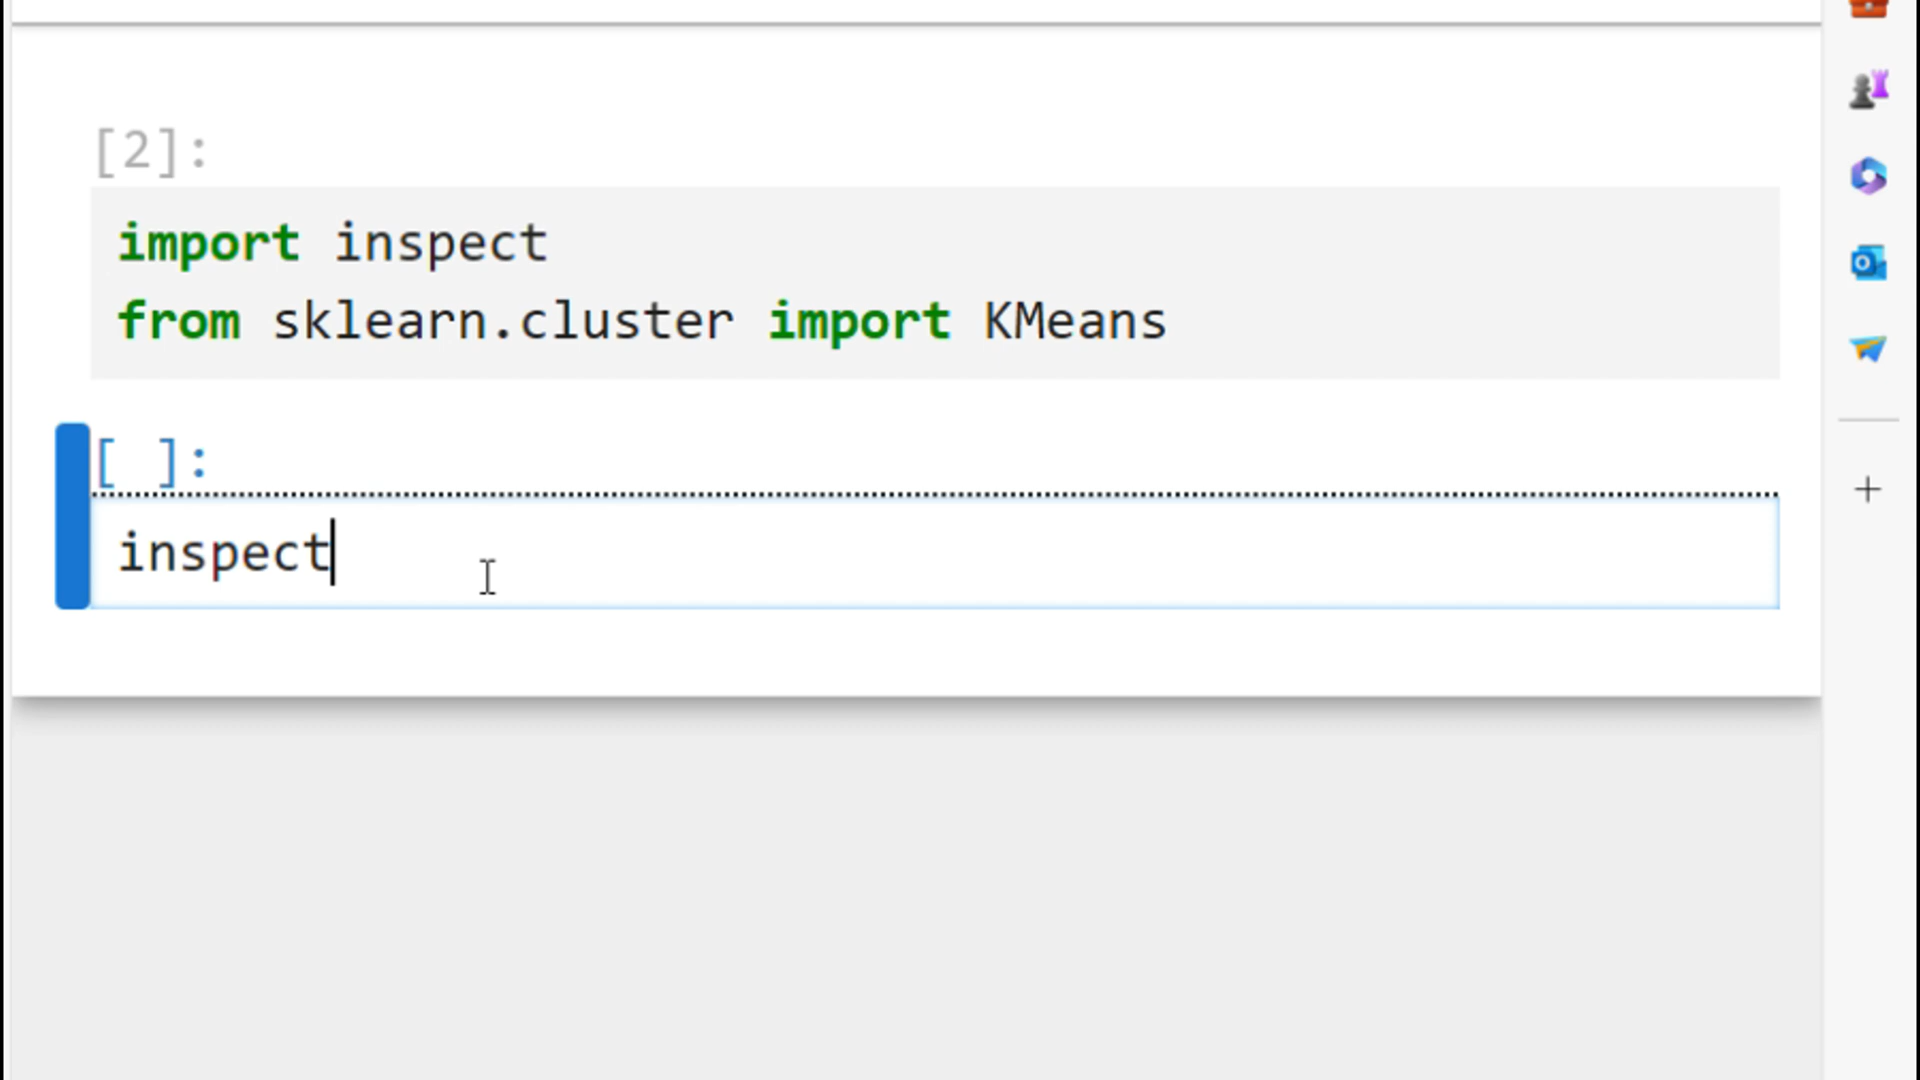 [2]:
import inspect
from sklearn.cluster import KMeans
[ ]:
inspect